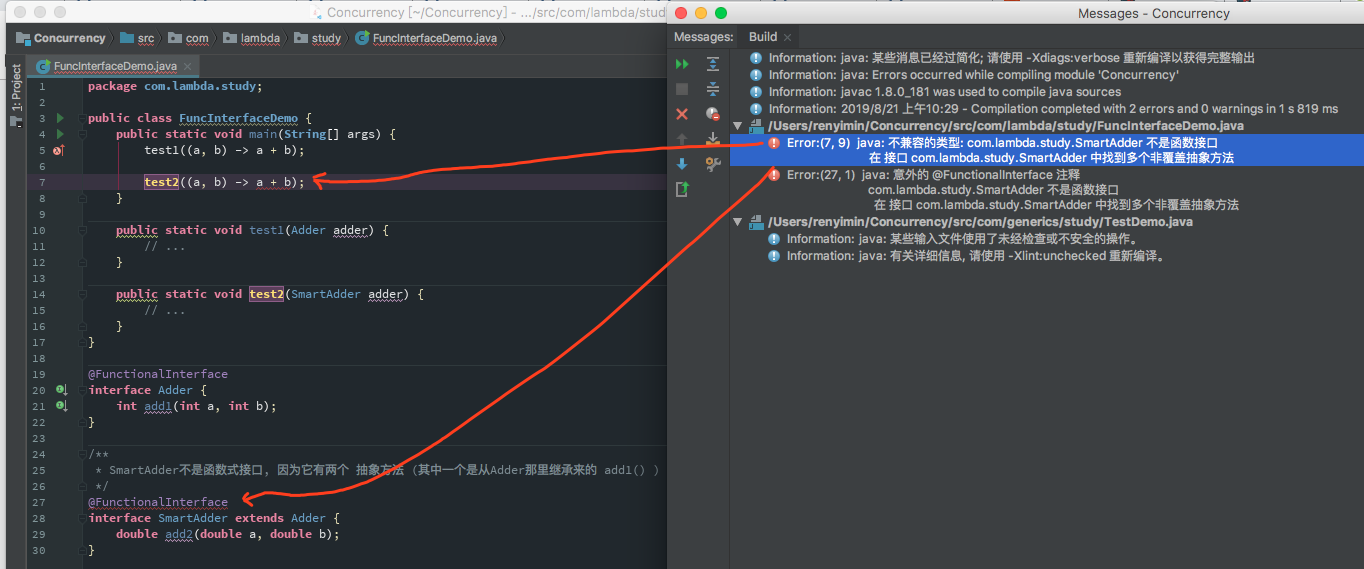 Concurrency [~/Concurrency] - .../src/com/lambda/stud
Concurrency src com lambda study FuncInterfaceDemo.java
FuncInterfaceDemo.java
1: Project
1 package com.lambda.study;
2
3 public class FuncInterfaceDemo {
4 public static void main(String[] args) {
5 test1((a, b) -> a + b);
6
7 test2((a, b) -> a + b);
8 }
9
10 public static void test1(Adder adder) {
11 // ...
12 }
13
14 public static void test2(SmartAdder adder) {
15 // ...
16 }
17 }
18
19 @FunctionalInterface
20 interface Adder {
21 int add1(int a, int b);
22 }
23
24 /**
25 * SmartAdder不是函数式接口, 因为它有两个 抽象方法 (其中一个是从Adder那里继承来的 add1() )
26 */
27 @FunctionalInterface
28 interface SmartAdder extends Adder {
29 double add2(double a, double b);
30 }
Messages - Concurrency
Messages: Build
Information: java: 某些消息已经过简化; 请使用 -Xdiags:verbose 重新编译以获得完整输出
Information: java: Errors occurred while compiling module 'Concurrency'
Information: javac 1.8.0_181 was used to compile java sources
Information: 2019/8/21 上午10:29 - Compilation completed with 2 errors and 0 warnings in 1 s 819 ms
/Users/renyimin/Concurrency/src/com/lambda/study/FuncInterfaceDemo.java
Error:(7, 9) java: 不兼容的类型: com.lambda.study.SmartAdder 不是函数接口
在 接口 com.lambda.study.SmartAdder 中找到多个非覆盖抽象方法
Error:(27, 1) java: 意外的 @FunctionalInterface 注释
com.lambda.study.SmartAdder 不是函数接口
在 接口 com.lambda.study.SmartAdder 中找到多个非覆盖抽象方法
/Users/renyimin/Concurrency/src/com/generics/study/TestDemo.java
Information: java: 某些输入文件使用了未经检查或不安全的操作。
Information: java: 有关详细信息, 请使用 -Xlint:unchecked 重新编译。